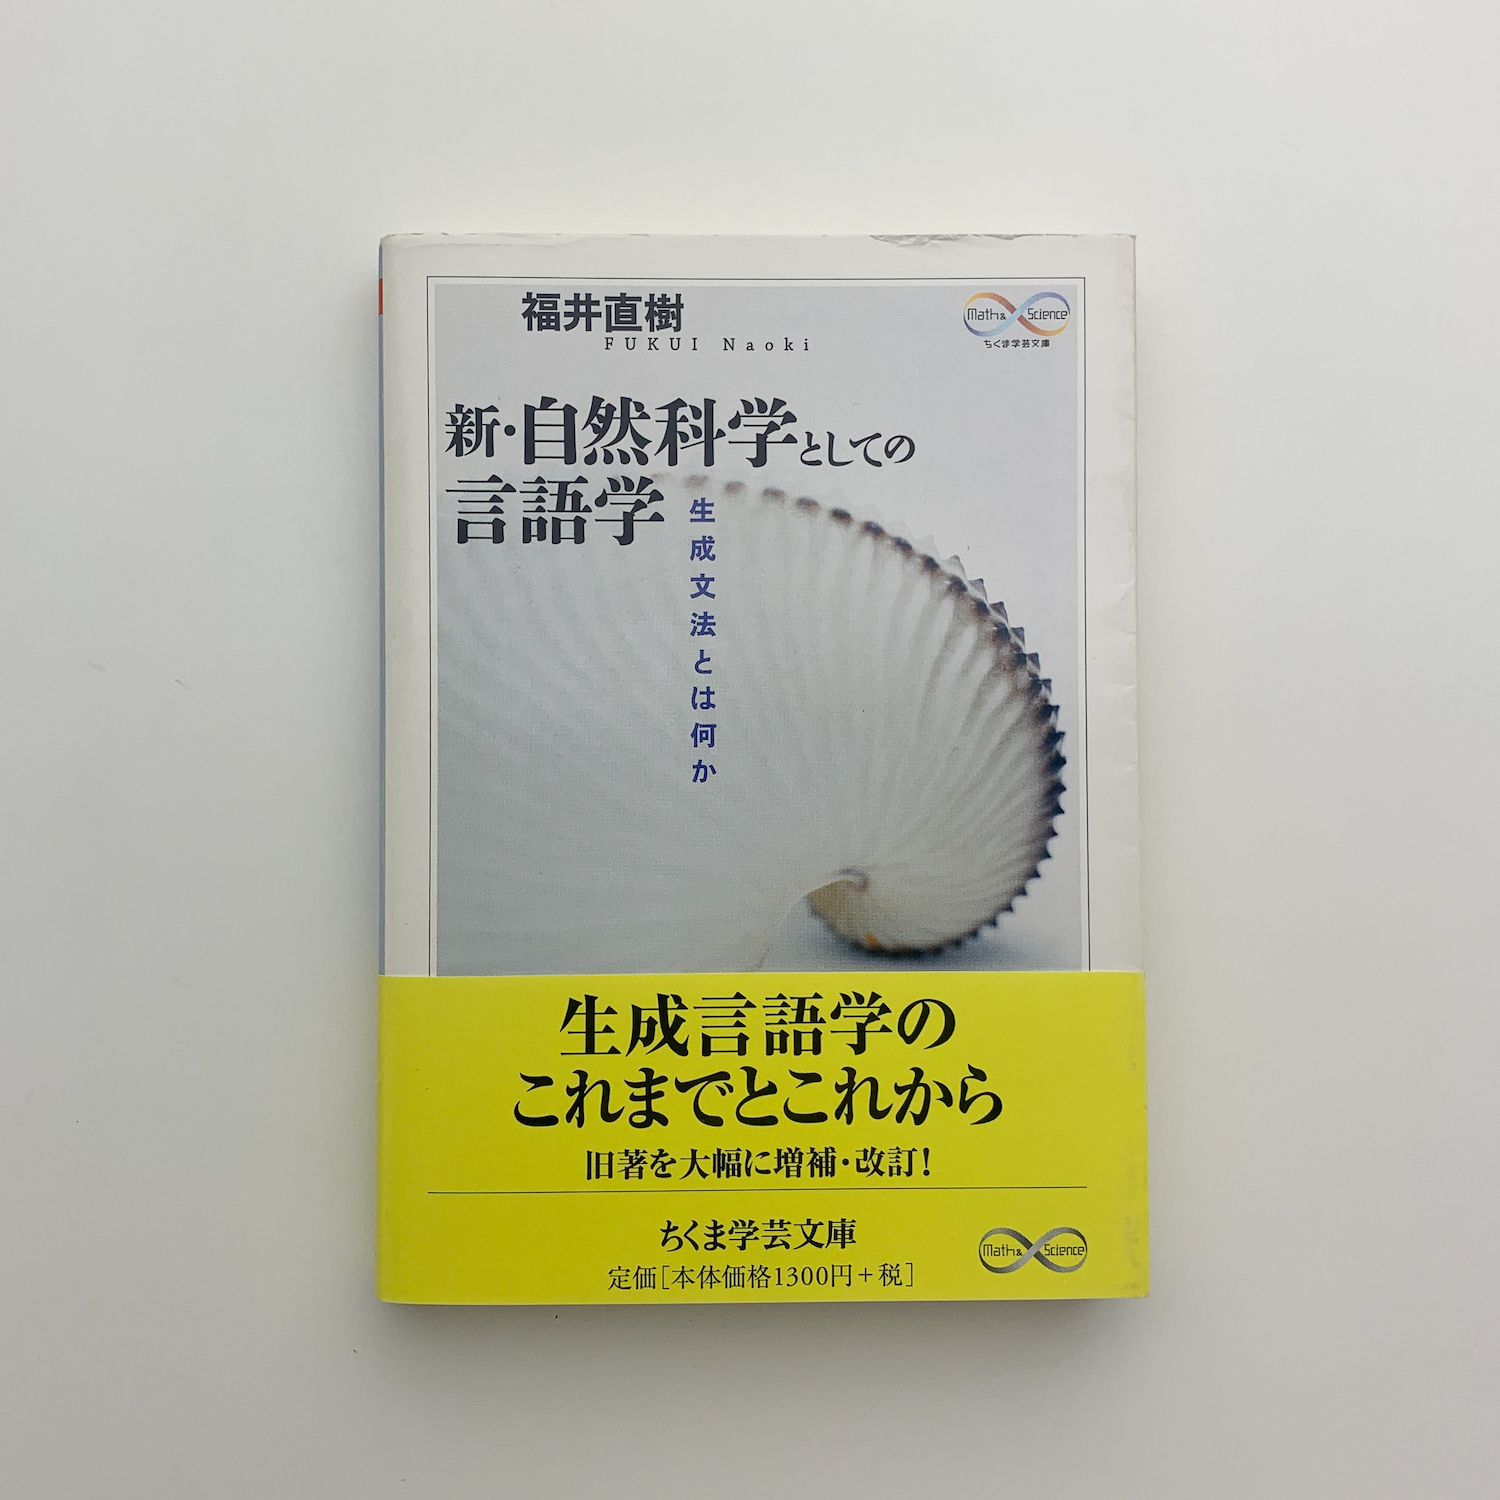 福井直樹
FUKUI Naoki
Math & Science
ちくま学芸文庫
新・自然科学としての
言語学
生成文法とは何か
生成言語学の
これまでとこれから
旧著を大幅に増補・改訂!
ちくま学芸文庫
定価[本体価格1300円+税]
Math & Science